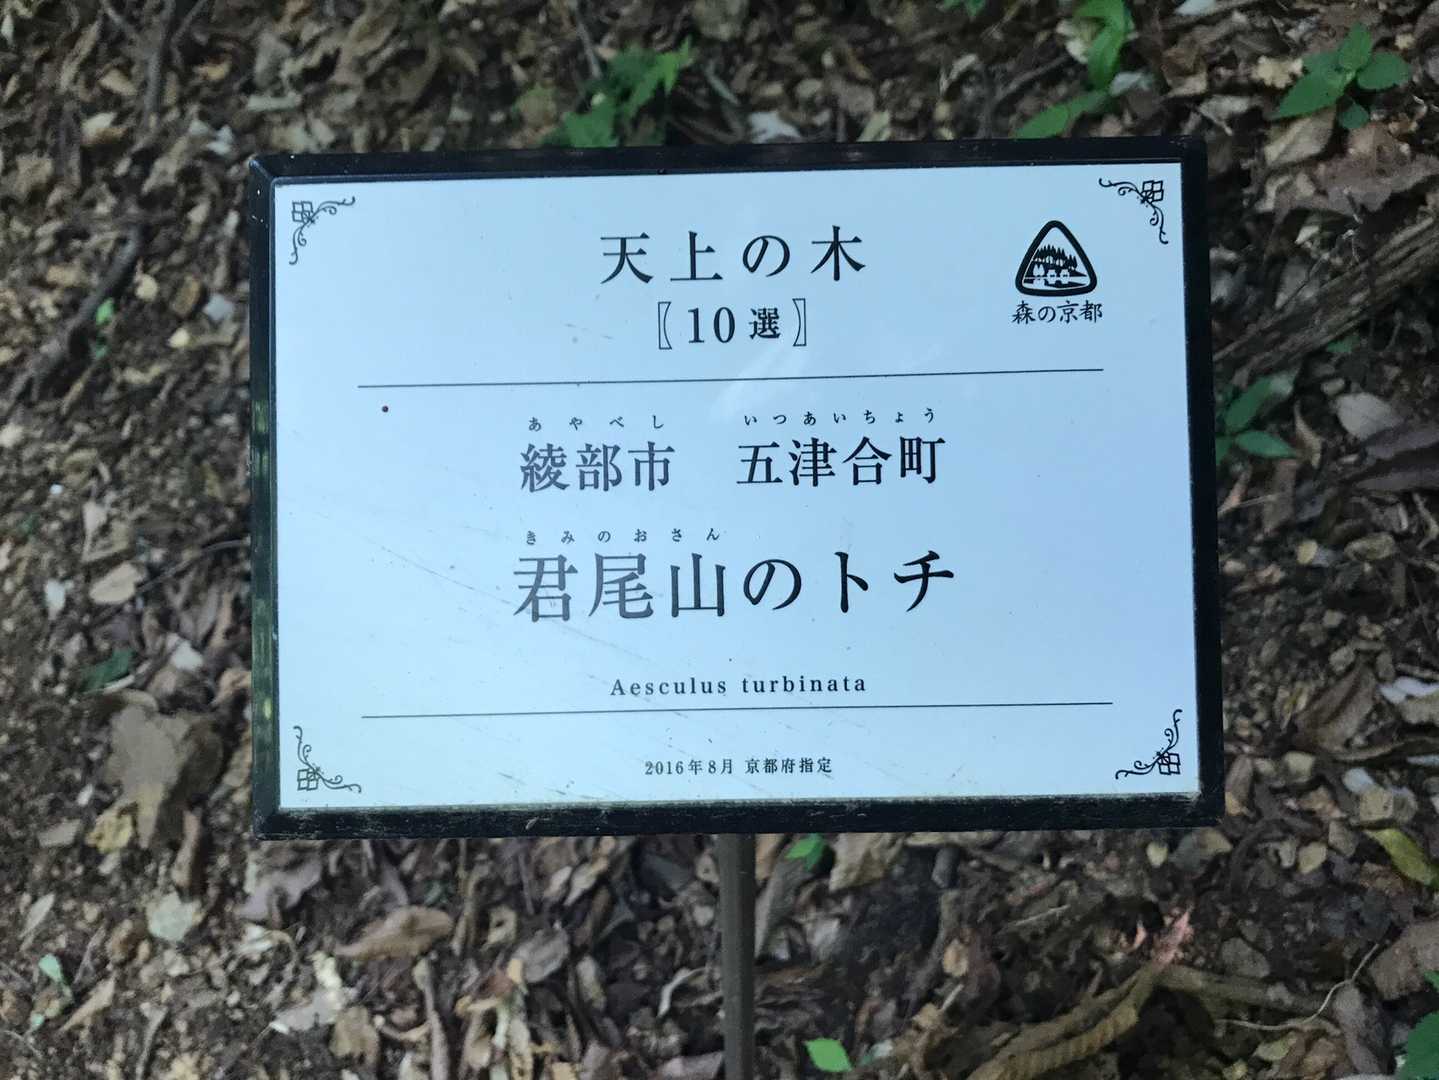 天上の木
〖10選〗
森の京都
あやべし いつあいちょう
綾部市 五津合町
きみのおさん
君尾山のトチ
Aesculus turbinata
2016年8月 京都府指定